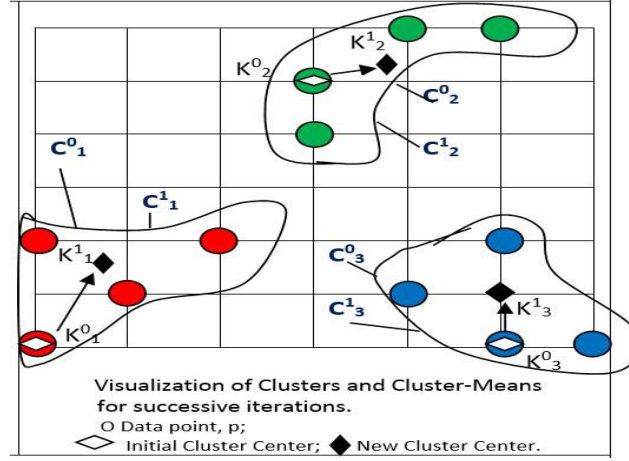 K¹₂
K⁰₂
C⁰₂
C⁰₁
C¹₂
C¹₁
K¹₁
C⁰₃
C¹₃
K¹₃
K⁰₁
K⁰₃
Visualization of Clusters and Cluster-Means
for successive iterations.
O Data point, p;
Initial Cluster Center; New Cluster Center.